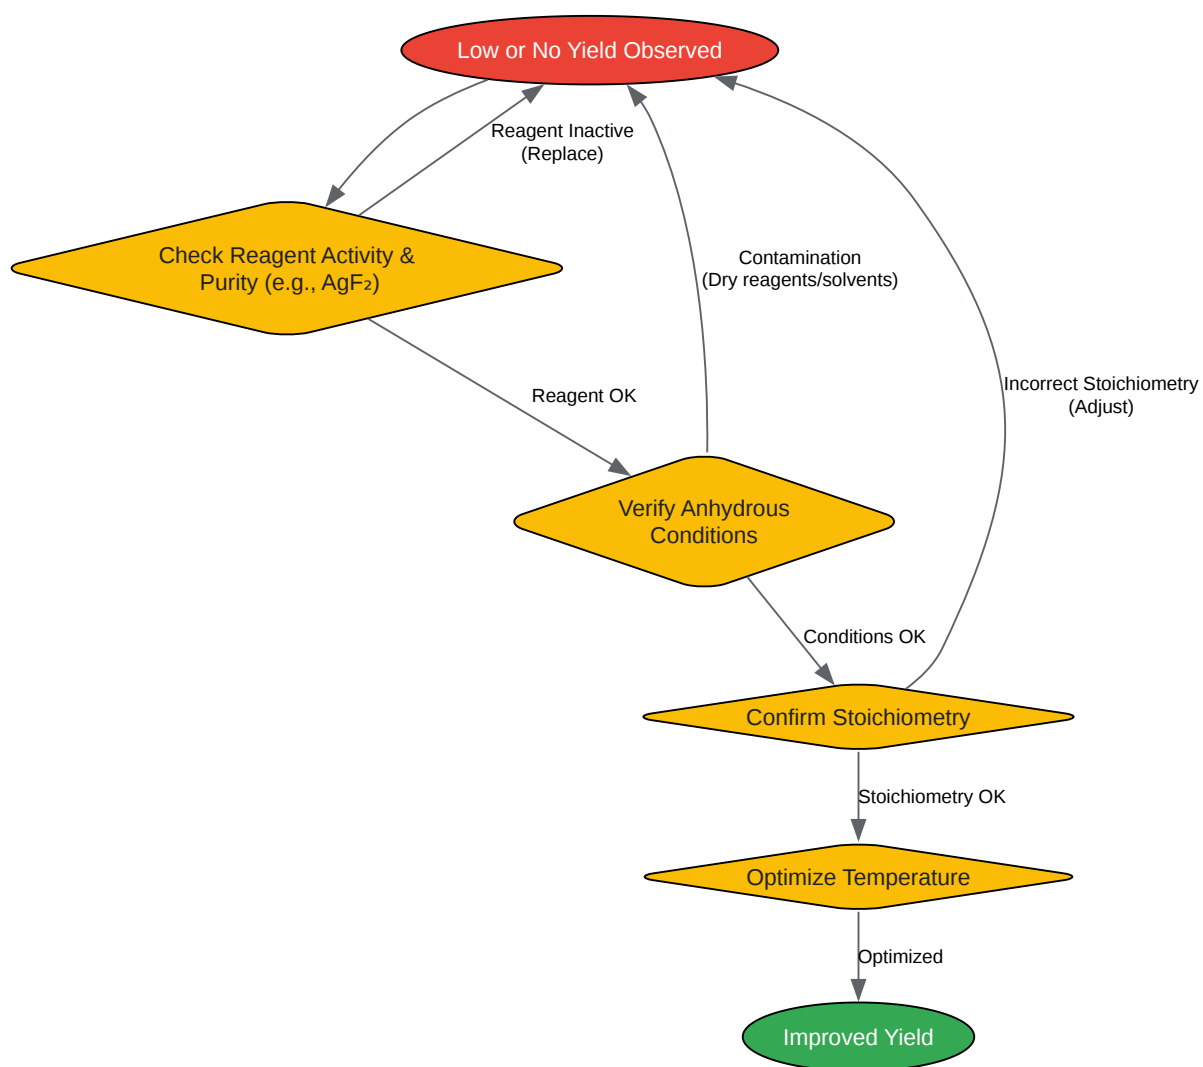 Low or No Yield Observed
Reagent Inactive
(Replace)
Check Reagent Activity &
Purity (e.g., AgF₂)
Contamination
(Dry reagents/solvents)
Incorrect Stoichiometry
(Adjust)
Reagent OK
Verify Anhydrous
Conditions
Conditions OK
Confirm Stoichiometry
Stoichiometry OK
Optimize Temperature
Optimized
Improved Yield